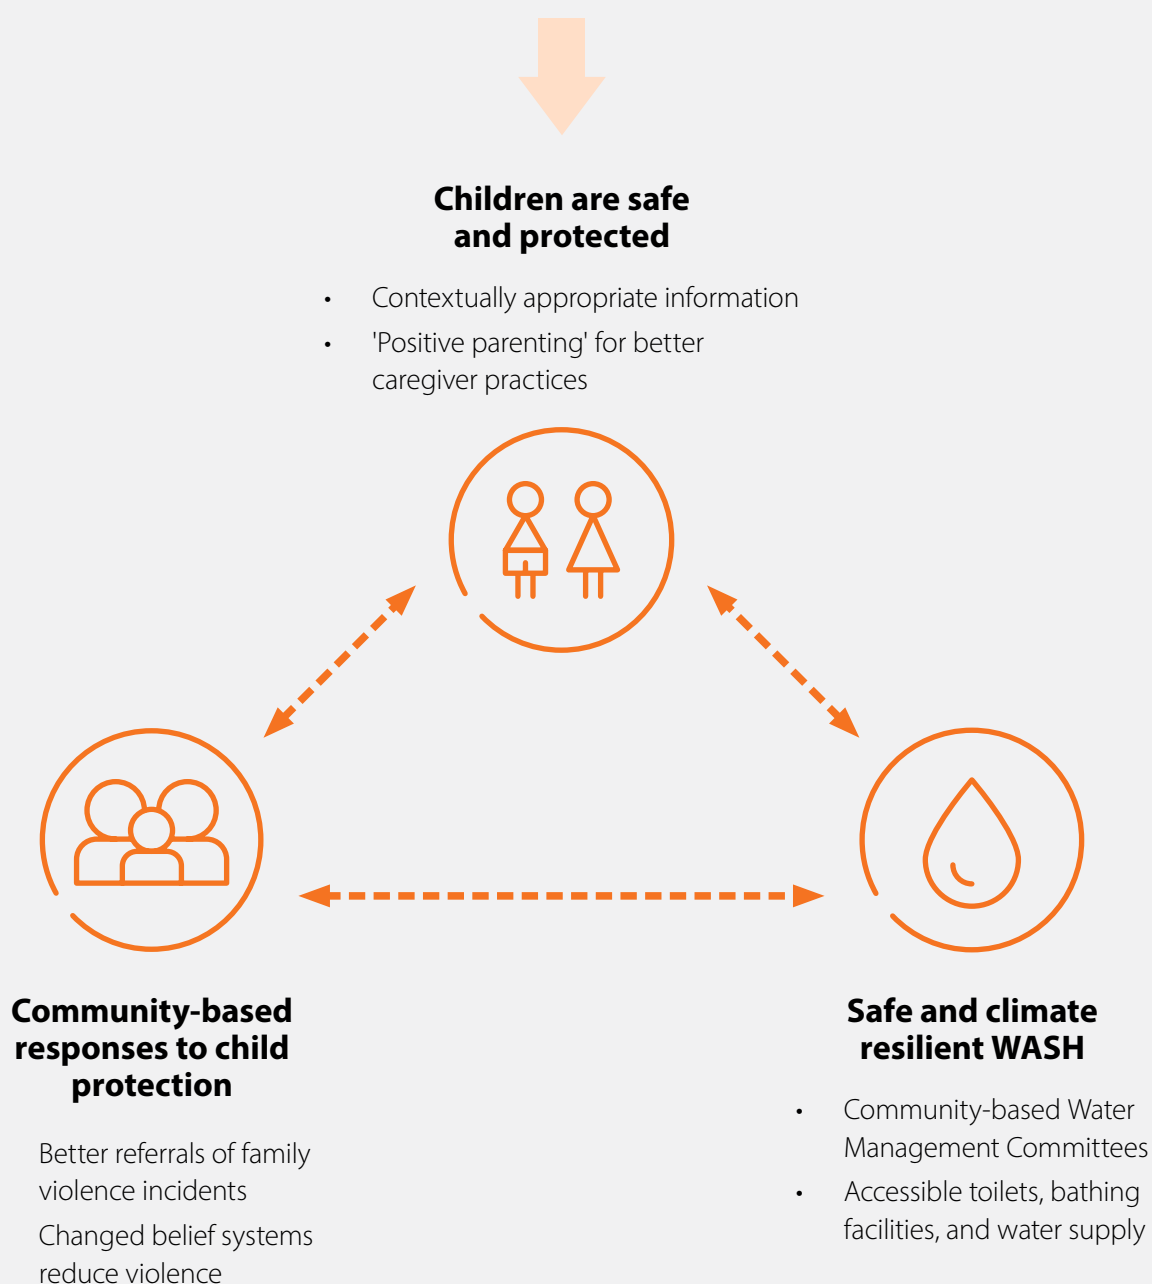 Children are safe
and protected
• Contextually appropriate information
• 'Positive parenting' for better
caregiver practices
Community-based
responses to child
protection
Better referrals of family
violence incidents
Changed belief systems
reduce violence
Safe and climate
resilient WASH
• Community-based Water
Management Committees
• Accessible toilets, bathing
facilities, and water supply